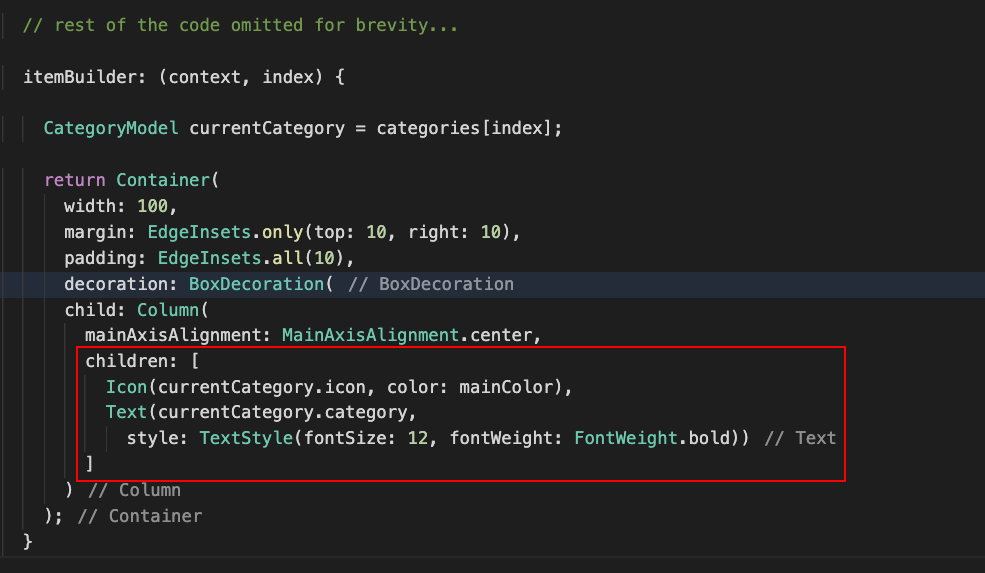 // rest of the code omitted for brevity...
itemBuilder: (context, index) {
CategoryModel currentCategory = categories[index];
return Container(
width: 100,
margin: EdgeInsets.only(top: 10, right: 10),
padding: EdgeInsets.all(10),
decoration: BoxDecoration( // BoxDecoration
child: Column(
mainAxisAlignment: MainAxisAlignment.center,
children: [
Icon(currentCategory.icon, color: mainColor),
Text(currentCategory.category,
style: TextStyle(fontSize: 12, fontWeight: FontWeight.bold)) // Text
]
) // Column
); // Container
}